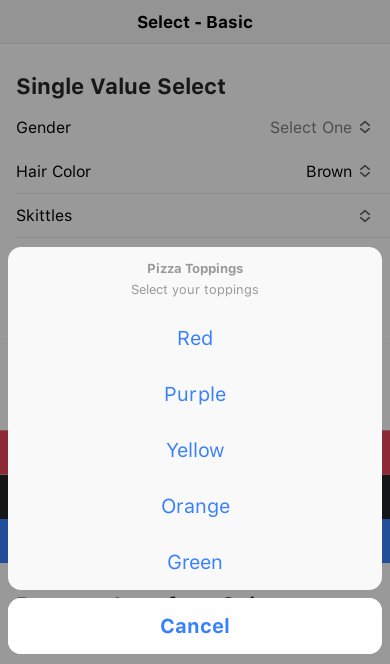 Select - Basic
Single Value Select
Gender
Select One
Hair Color
Brown
Skittles
Pizza Toppings
Select your toppings
Red
Purple
Yellow
Orange
Green
Cancel